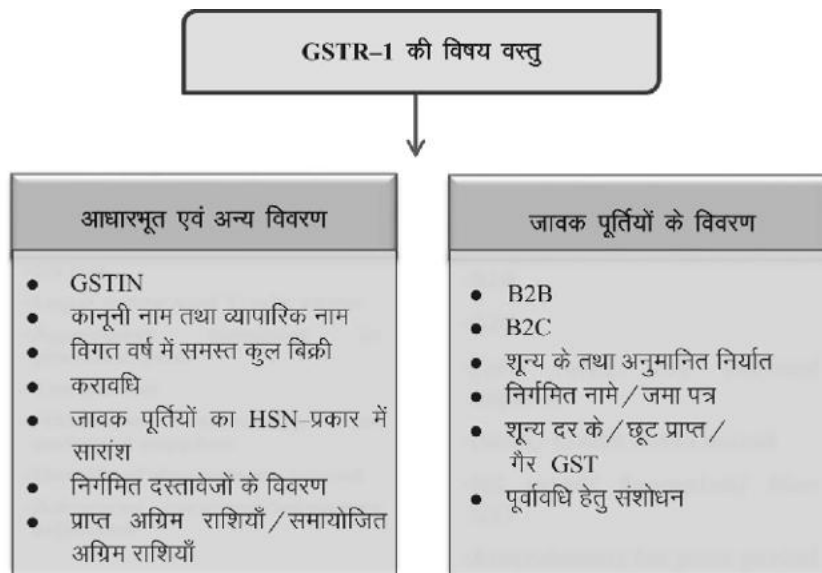 GSTR–1 की विषय वस्तु
आधारभूत एवं अन्य विवरण
● GSTIN
● कानूनी नाम तथा व्यापारिक नाम
● विगत वर्ष में समस्त कुल बिक्री
● करावधि
● जावक पूर्तियों का HSN–प्रकार में
सारांश
● निर्गमित दस्तावेजों के विवरण
● प्राप्त अग्रिम राशियाँ/समायोजित
अग्रिम राशियाँ
जावक पूर्तियों के विवरण
● B2B
● B2C
● शून्य के तथा अनुमानित निर्यात
● निर्गमित नामे/जमा पत्र
● शून्य दर के/छूट प्राप्त/
गैर GST
● पूर्वावधि हेतु संशोधन